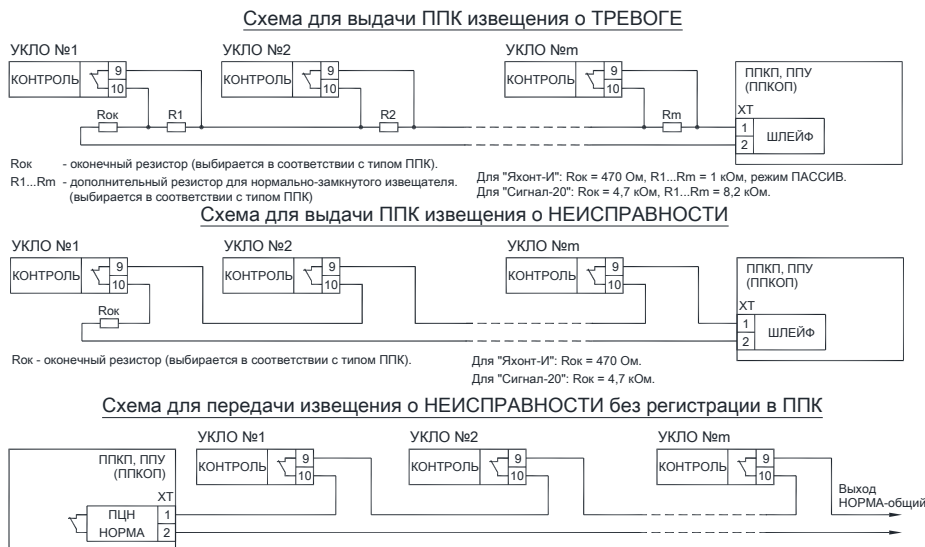 Схема для выдачи ППК извещения о ТРЕВОГЕ
УКЛО №1
УКЛО №2
УКЛО №m
КОНТРОЛЬ
9
10
КОНТРОЛЬ
9
10
КОНТРОЛЬ
9
10
ППКП, ППУ
(ППКОП)
XT
Rок
R1
R2
Rm
1
2
ШЛЕЙФ
Rок - оконечный резистор (выбирается в соответствии с типом ППК).
R1...Rm - дополнительный резистор для нормально-замкнутого извещателя.
(выбирается в соответствии с типом ППК)
Для "Яхонт-И": Rок = 470 Ом, R1...Rm = 1 кОм, режим ПАССИВ.
Для "Сигнал-20": Rок = 4,7 кОм, R1...Rm = 8,2 кОм.
Схема для выдачи ППК извещения о НЕИСПРАВНОСТИ
УКЛО №1
УКЛО №2
УКЛО №m
КОНТРОЛЬ
9
10
КОНТРОЛЬ
9
10
КОНТРОЛЬ
9
10
ППКП, ППУ
(ППКОП)
XT
Rок
1
2
ШЛЕЙФ
Rок - оконечный резистор (выбирается в соответствии с типом ППК).
Для "Яхонт-И": Rок = 470 Ом.
Для "Сигнал-20": Rок = 4,7 кОм.
Схема для передачи извещения о НЕИСПРАВНОСТИ без регистрации в ППК
УКЛО №1
УКЛО №2
УКЛО №m
ППКП, ППУ
(ППКОП)
КОНТРОЛЬ
9
10
КОНТРОЛЬ
9
10
КОНТРОЛЬ
9
10
XT
ПЦН
1
НОРМА
2
Выход
НОРМА-общий